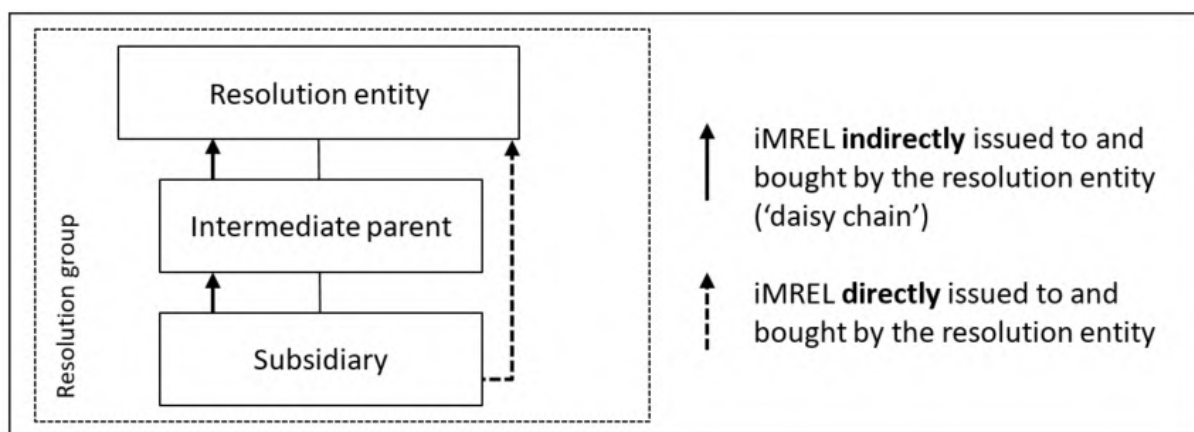 Resolution group
Resolution entity
Intermediate parent
Subsidiary
iMREL indirectly issued to and
bought by the resolution entity
(‘daisy chain’)
iMREL directly issued to and
bought by the resolution entity